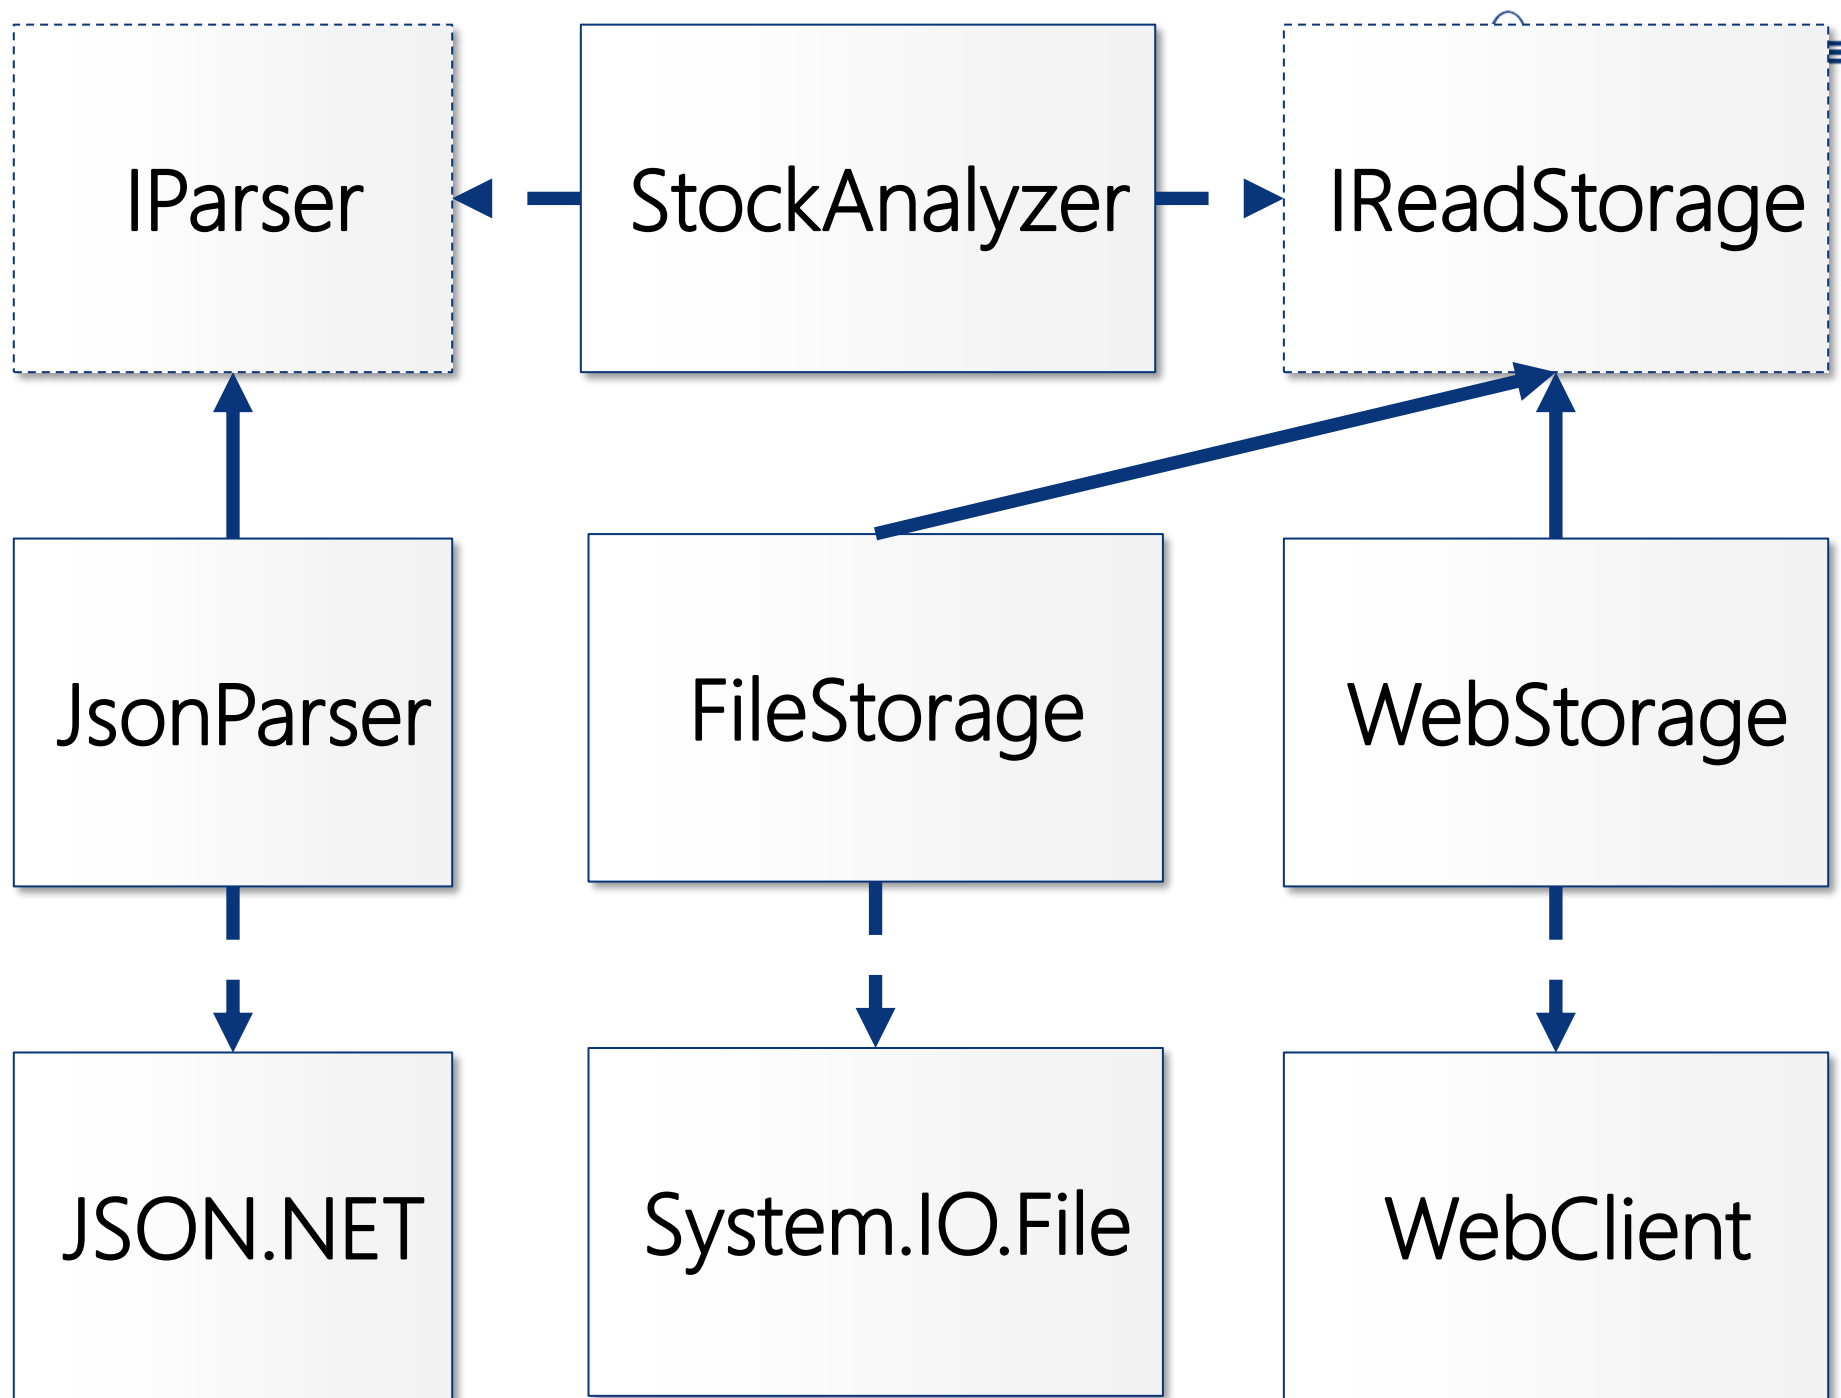 IParser
StockAnalyzer
IReadStorage
JsonParser
FileStorage
WebStorage
JSON.NET
System.IO.File
WebClient